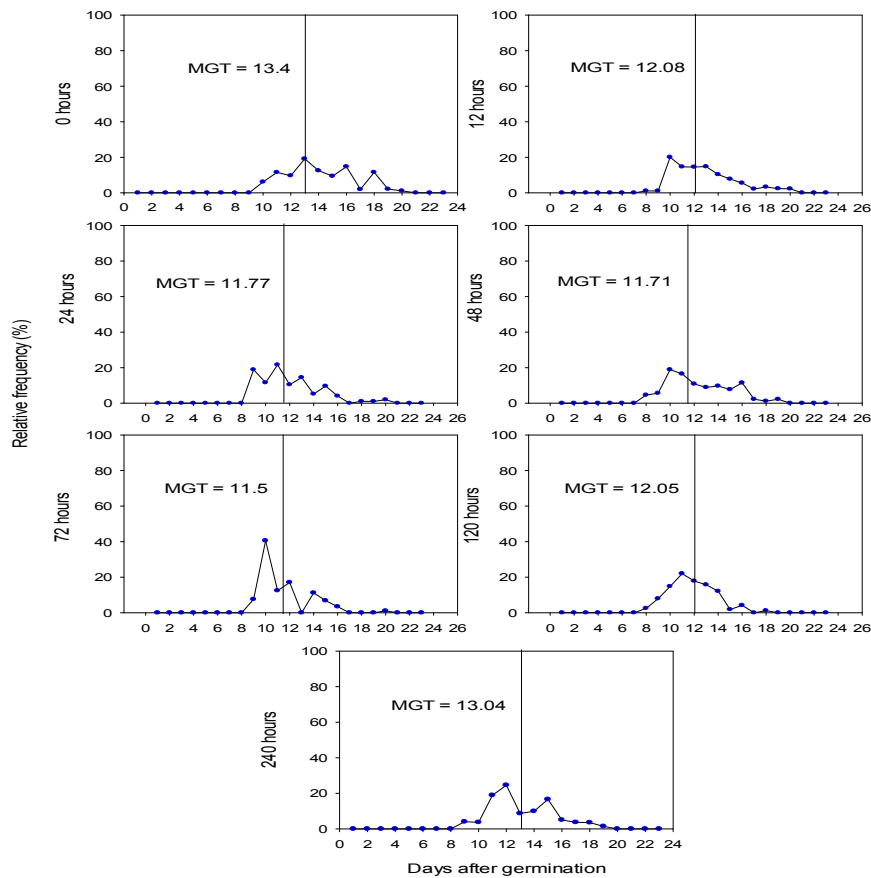 100
80
60
40
20
0
0 hours
MGT = 13.4
0 2 4 6 8 10 12 14 16 18 20 22 24
100
80
60
40
20
0
12 hours
MGT = 12.08
0 2 4 6 8 10 12 14 16 18 20 22 24 26
Relative frequency (%)
100
80
60
40
20
0
24 hours
MGT = 11.77
0 2 4 6 8 10 12 14 16 18 20 22 24 26
100
80
60
40
20
0
48 hours
MGT = 11.71
0 2 4 6 8 10 12 14 16 18 20 22 24 26
100
80
60
40
20
0
72 hours
MGT = 11.5
0 2 4 6 8 10 12 14 16 18 20 22 24 26
100
80
60
40
20
0
120 hours
MGT = 12.05
0 2 4 6 8 10 12 14 16 18 20 22 24 26
100
80
60
40
20
0
240 hours
MGT = 13.04
0 2 4 6 8 10 12 14 16 18 20 22 24
Days after germination